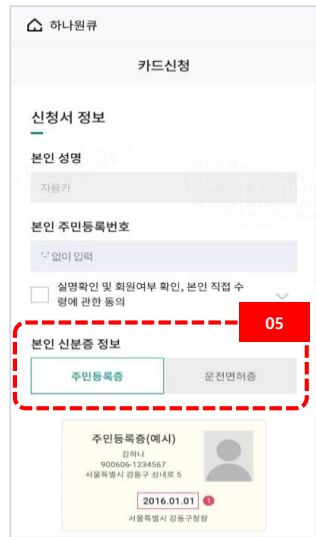 하나원큐
카드신청
신청서 정보
본인 성명
자름카
본인 주민등록번호
'-' 없이 입력
실명확인 및 회원여부 확인, 본인 직접 수
령에 관한 동의
05
본인 신분증 정보
주민등록증
운전면허증
주민등록증(예시)
김하나
900606-1234567
서울특별시 강동구 성내로 5
2016.01.01 1
서울특별시 강동구청장